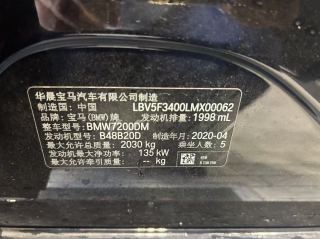 华晨宝马汽车有限公司制造
制造国：中国 LBV5F3400LMX00062
品牌：宝马(BMW)牌 发动机排量：1998 mL
整车型号：BMW7200DM
发动机型号：B48B20D 制造年月：2020-04
最大允许总质量：2030 kg 乘坐人数：5
发动机最大净功率：135 kW
最大允许牵引质量：-- kg